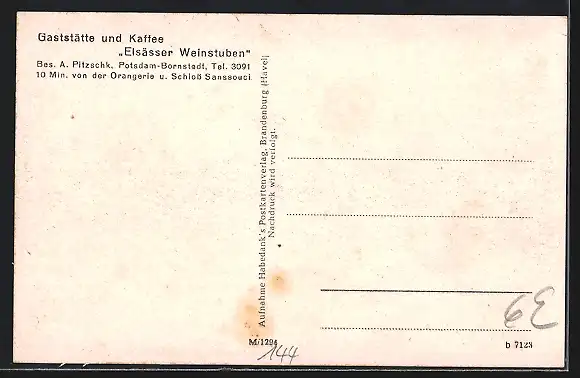 Gaststätte und Kaffee
„Elsässer Weinstuben"
Bes. A. Pitzschk, Potsdam-Bornstedt, Tel. 3091
10 Min. von der Orangerie u. Schloß Sanssouci
Aufnahme Habedank's Postkartenverlag, Brandenburg (Havel)
Nachdruck wird verfolgt.
M/1294
144
6E
b 7123